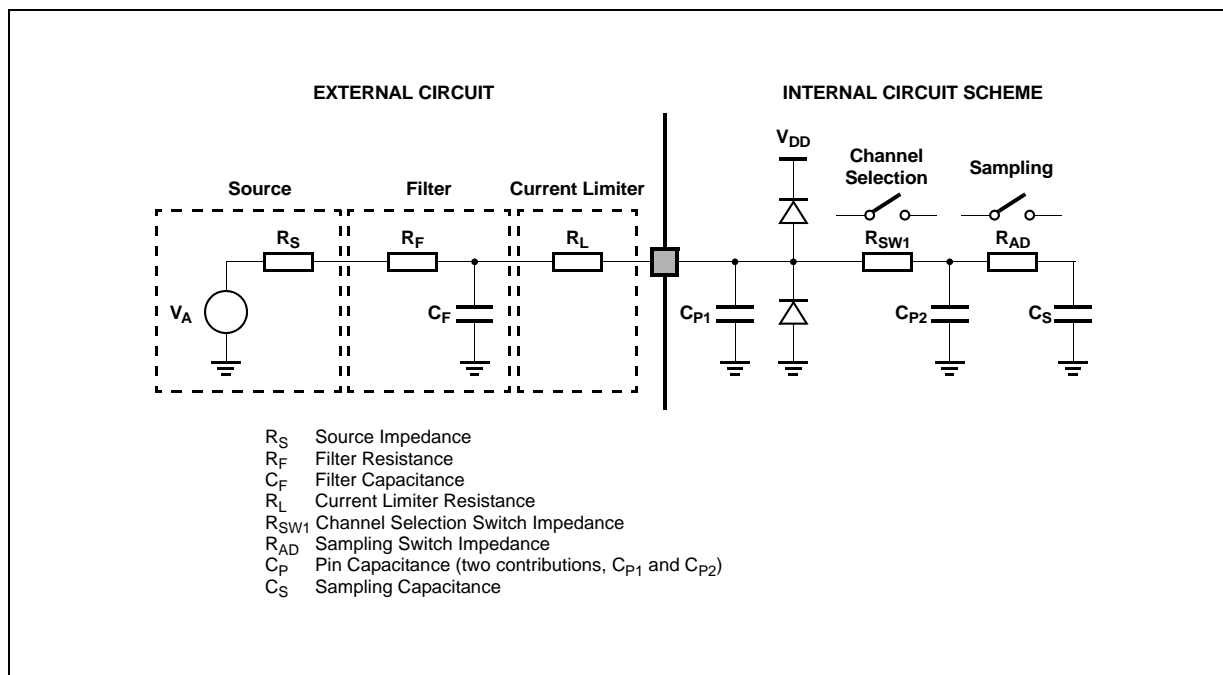 EXTERNAL CIRCUIT
INTERNAL CIRCUIT SCHEME
VDD
Channel
Selection
Sampling
Source
Filter
Current Limiter
RS
RF
RL
RSW1
RAD
VA
CF
CP1
CP2
CS
RS Source Impedance
RF Filter Resistance
CF Filter Capacitance
RL Current Limiter Resistance
RSW1 Channel Selection Switch Impedance
RAD Sampling Switch Impedance
CP Pin Capacitance (two contributions, CP1 and CP2)
CS Sampling Capacitance